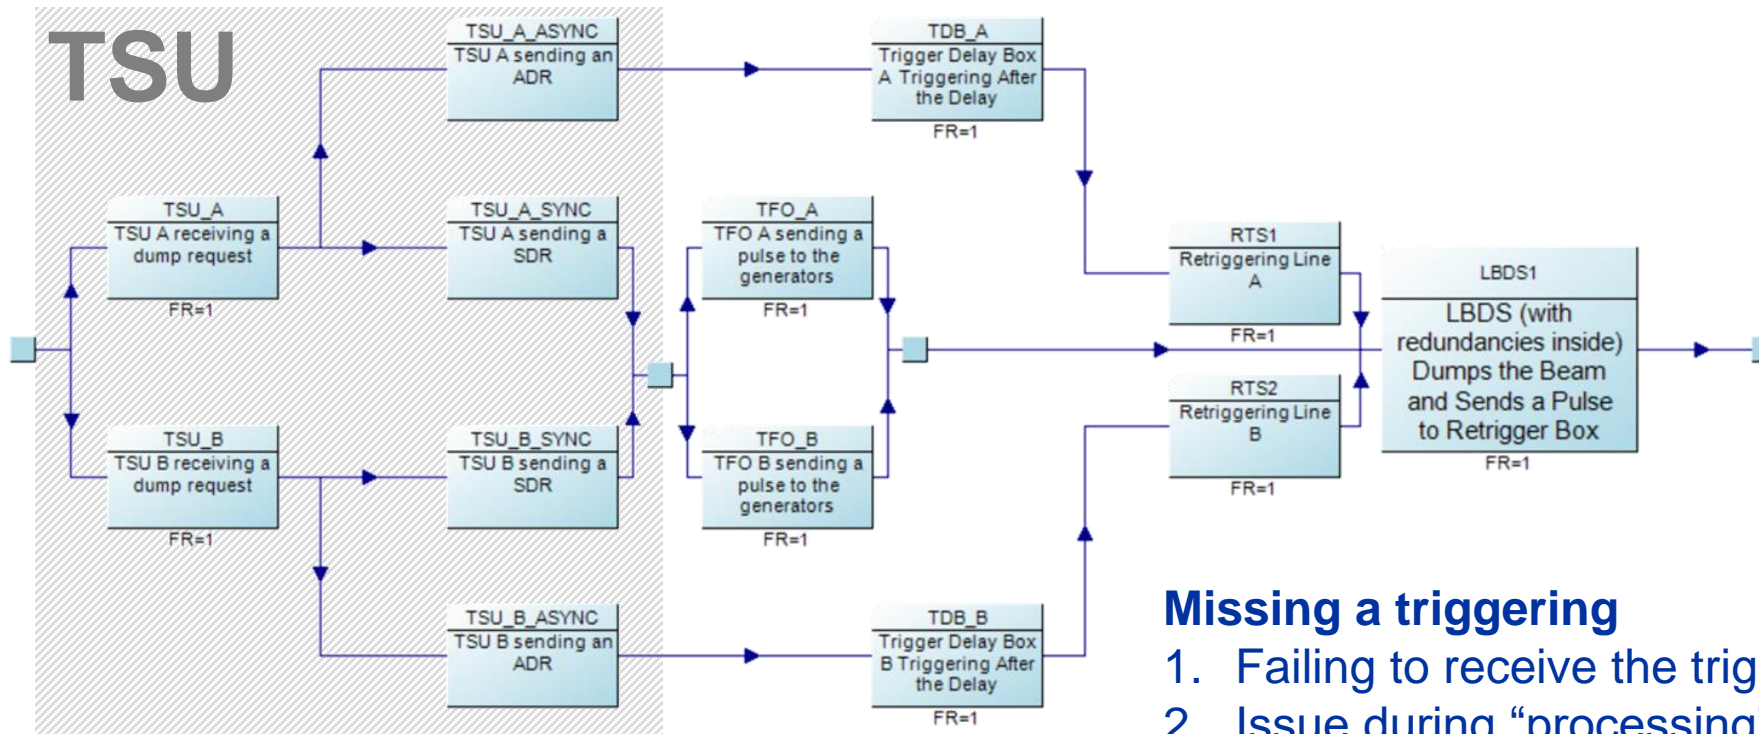 TSU
TSU_A_ASYNC
TSU A sending an
ADR
TDB_A
Trigger Delay Box
A Triggering After
the Delay
FR=1
TSU_A
TSU A receiving a
dump request
FR=1
TSU_A_SYNC
TSU A sending a
SDR
TFO_A
TFO A sending a
pulse to the
generators
FR=1
RTS1
Retriggering Line
A
FR=1
LBDS1
LBDS (with
redundancies inside)
Dumps the Beam
and Sends a Pulse
to Retrigger Box
FR=1
RTS2
Retriggering Line
B
FR=1
TSU_B
TSU B receiving a
dump request
FR=1
TSU_B_SYNC
TSU B sending a
SDR
TFO_B
TFO B sending a
pulse to the
generators
FR=1
TSU_B_ASYNC
TSU B sending an
ADR
TDB_B
Trigger Delay Box
B Triggering After
the Delay
FR=1
Missing a triggering
1. Failing to receive the trig
2. Issue during “processing”